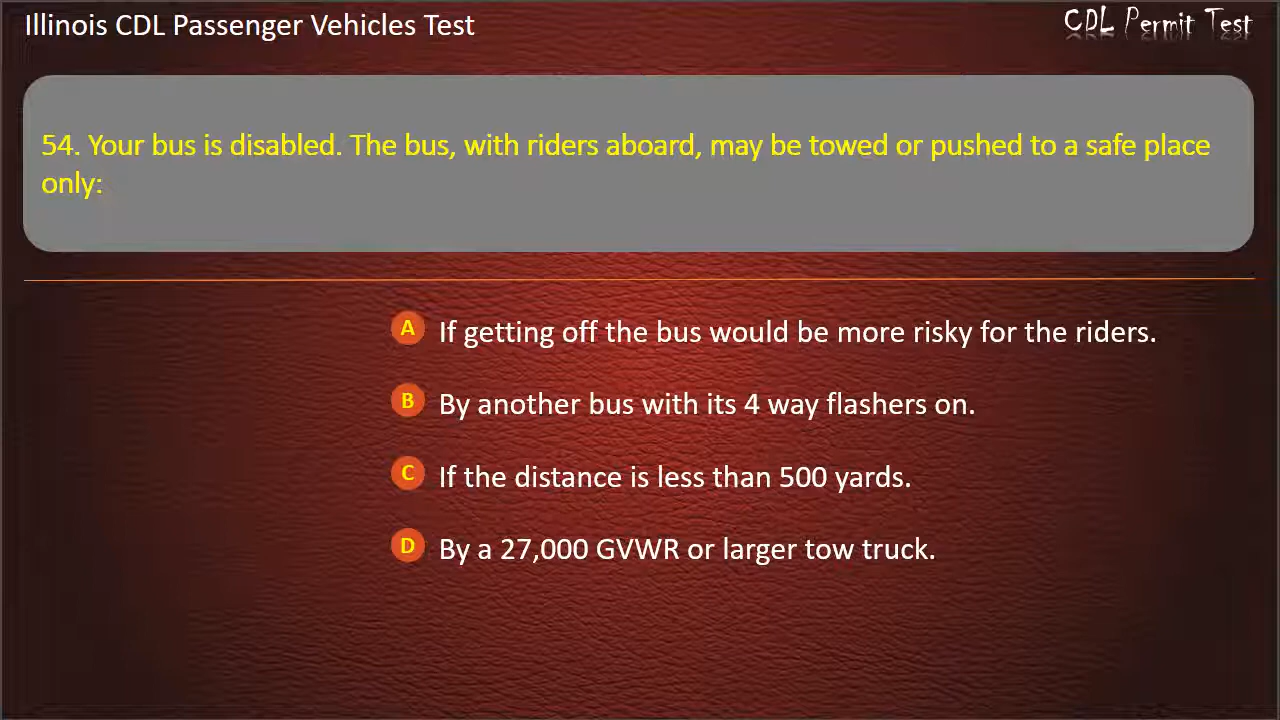 Illinois CDL Passenger Vehicles Test
CDL Permit Test
54. Your bus is disabled. The bus, with riders aboard, may be towed or pushed to a safe place
only:
A If getting off the bus would be more risky for the riders.
B By another bus with its 4 way flashers on.
C If the distance is less than 500 yards.
D By a 27,000 GVWR or larger tow truck.